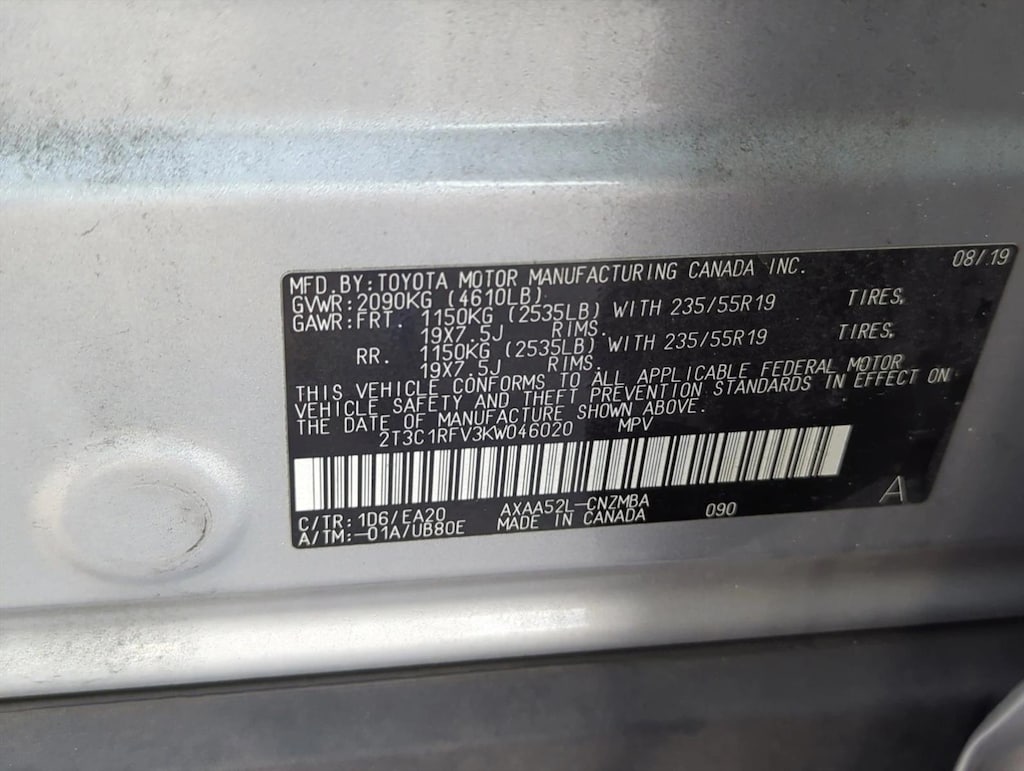 08/19
MFD.BY:TOYOTA MOTOR MANUFACTURING CANADA INC.
GVWR:2090KG (4610LB)
GAWR:FRT. 1150KG (2535LB) WITH 235/55R19 TIRES,
19X7.5J RIMS.
RR. 1150KG (2535LB) WITH 235/55R19 TIRES,
19X7.5J RIMS.
THIS VEHICLE CONFORMS TO ALL APPLICABLE FEDERAL MOTOR
VEHICLE SAFETY AND THEFT PREVENTION STANDARDS IN EFFECT ON
THE DATE OF MANUFACTURE SHOWN ABOVE.
2T3C1RFV3KW046020 MPV
C/TR:1D6/EA20 AXAA52L-CNZMBA 090 A
A/TM:-01A/UB80E MADE IN CANADA